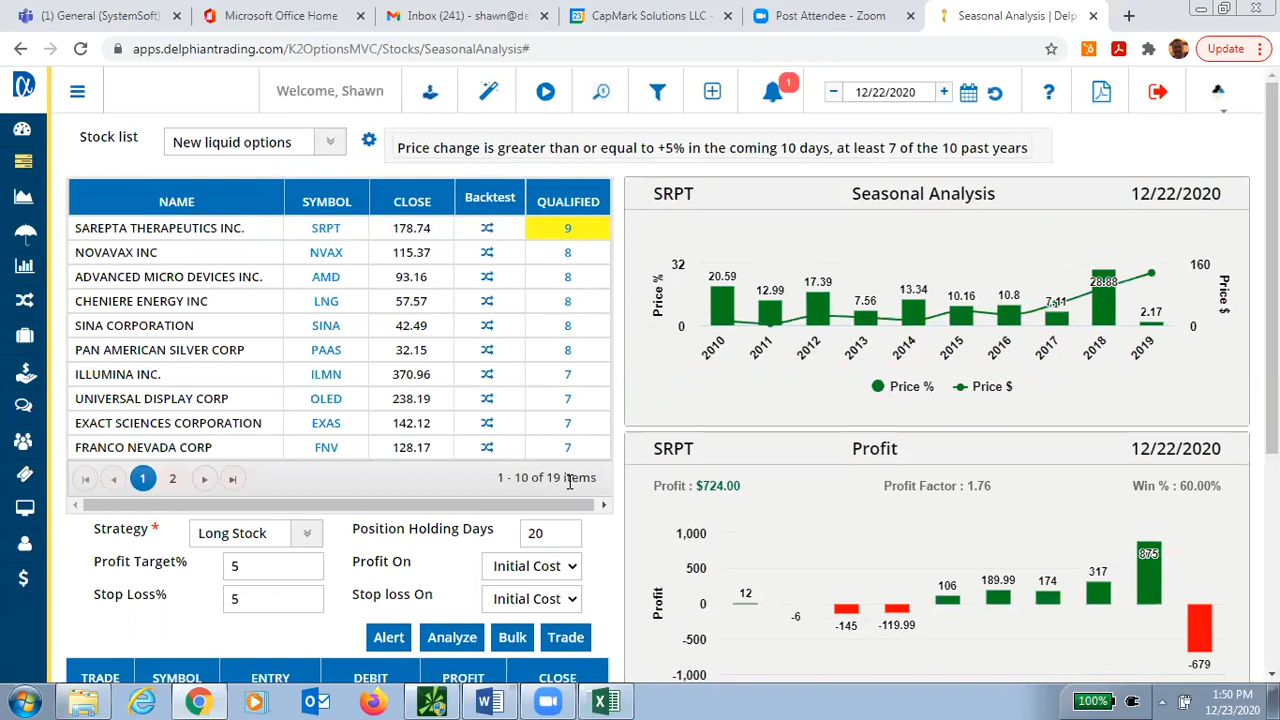 General (SystemSoft
Microsoft Office Home
Inbox (241) - shawn@de
CapMark Solutions LLC -
Post Attendee - Zoom
Seasonal Analysis | Delp
apps.delphiantrading.com/K2OptionsMVC/Stocks/SeasonalAnalysis#
Update
Welcome, Shawn
1
12/22/2020
Stock list
New liquid options
Price change is greater than or equal to +5% in the coming 10 days, at least 7 of the 10 past years
NAME SYMBOL CLOSE Backtest QUALIFIED
SAREPTA THERAPEUTICS INC. SRPT 178.74 9
NOVAVAX INC NVAX 115.37 8
ADVANCED MICRO DEVICES INC. AMD 93.16 8
CHENIERE ENERGY INC LNG 57.57 8
SINA CORPORATION SINA 42.49 8
PAN AMERICAN SILVER CORP PAAS 32.15 8
ILLUMINA INC. ILMN 370.96 7
UNIVERSAL DISPLAY CORP OLED 238.19 7
EXACT SCIENCES CORPORATION EXAS 142.12 7
FRANCO NEVADA CORP FNV 128.17 7
1 2
1 - 10 of 19 items
Strategy * Long Stock Position Holding Days 20
Profit Target% 5 Profit On Initial Cost
Stop Loss% 5 Stop loss On Initial Cost
Alert Analyze Bulk Trade
TRADE SYMBOL ENTRY DEBIT PROFIT CLOSE
SRPT Seasonal Analysis 12/22/2020
Price %
32
0
20.59 12.99 17.39 7.56 13.34 10.16 10.8 7.41 28.88 2.17
160
0
Price $
2010 2011 2012 2013 2014 2015 2016 2017 2018 2019
Price % Price $
SRPT Profit 12/22/2020
Profit : $724.00 Profit Factor : 1.76 Win % : 60.00%
Profit
1,000
500
0
-500
-1,000
12 -6 -145 -119.99 106 189.99 174 317 875 -679
100%
1:50 PM
12/23/2020